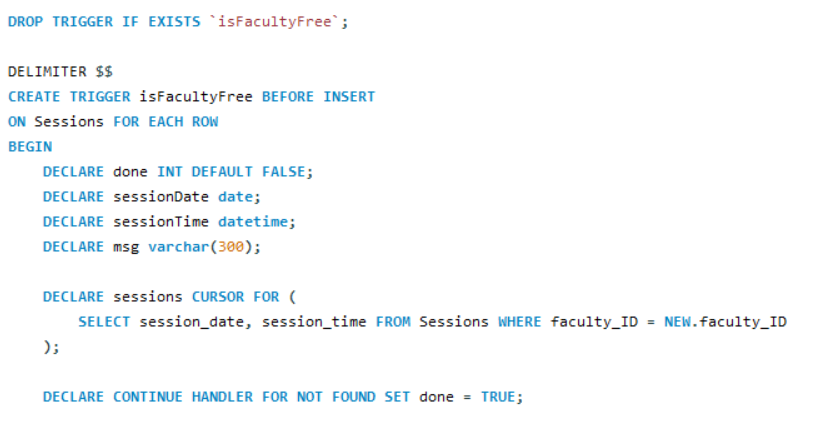 DROP TRIGGER IF EXISTS `isFacultyFree`;
DELIMITER $$
CREATE TRIGGER isFacultyFree BEFORE INSERT
ON Sessions FOR EACH ROW
BEGIN
DECLARE done INT DEFAULT FALSE;
DECLARE sessionDate date;
DECLARE sessionTime datetime;
DECLARE msg varchar(300);
DECLARE sessions CURSOR FOR (
SELECT session_date, session_time FROM Sessions WHERE faculty_ID = NEW.faculty_ID
);
DECLARE CONTINUE HANDLER FOR NOT FOUND SET done = TRUE;